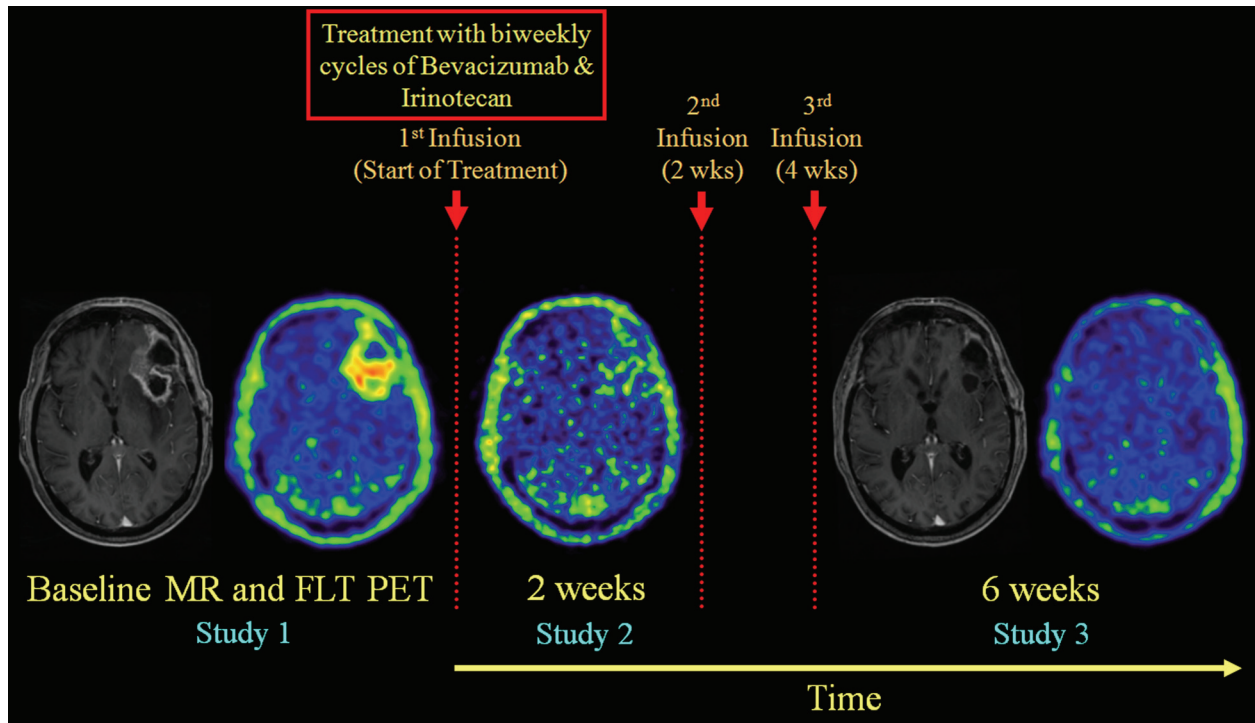 Treatment with biweekly
cycles of Bevacizumab &
Irinotecan
1st Infusion
(Start of Treatment)
2nd
Infusion
(2 wks)
3rd
Infusion
(4 wks)
Baseline MR and FLT PET
Study 1
2 weeks
Study 2
6 weeks
Study 3
Time